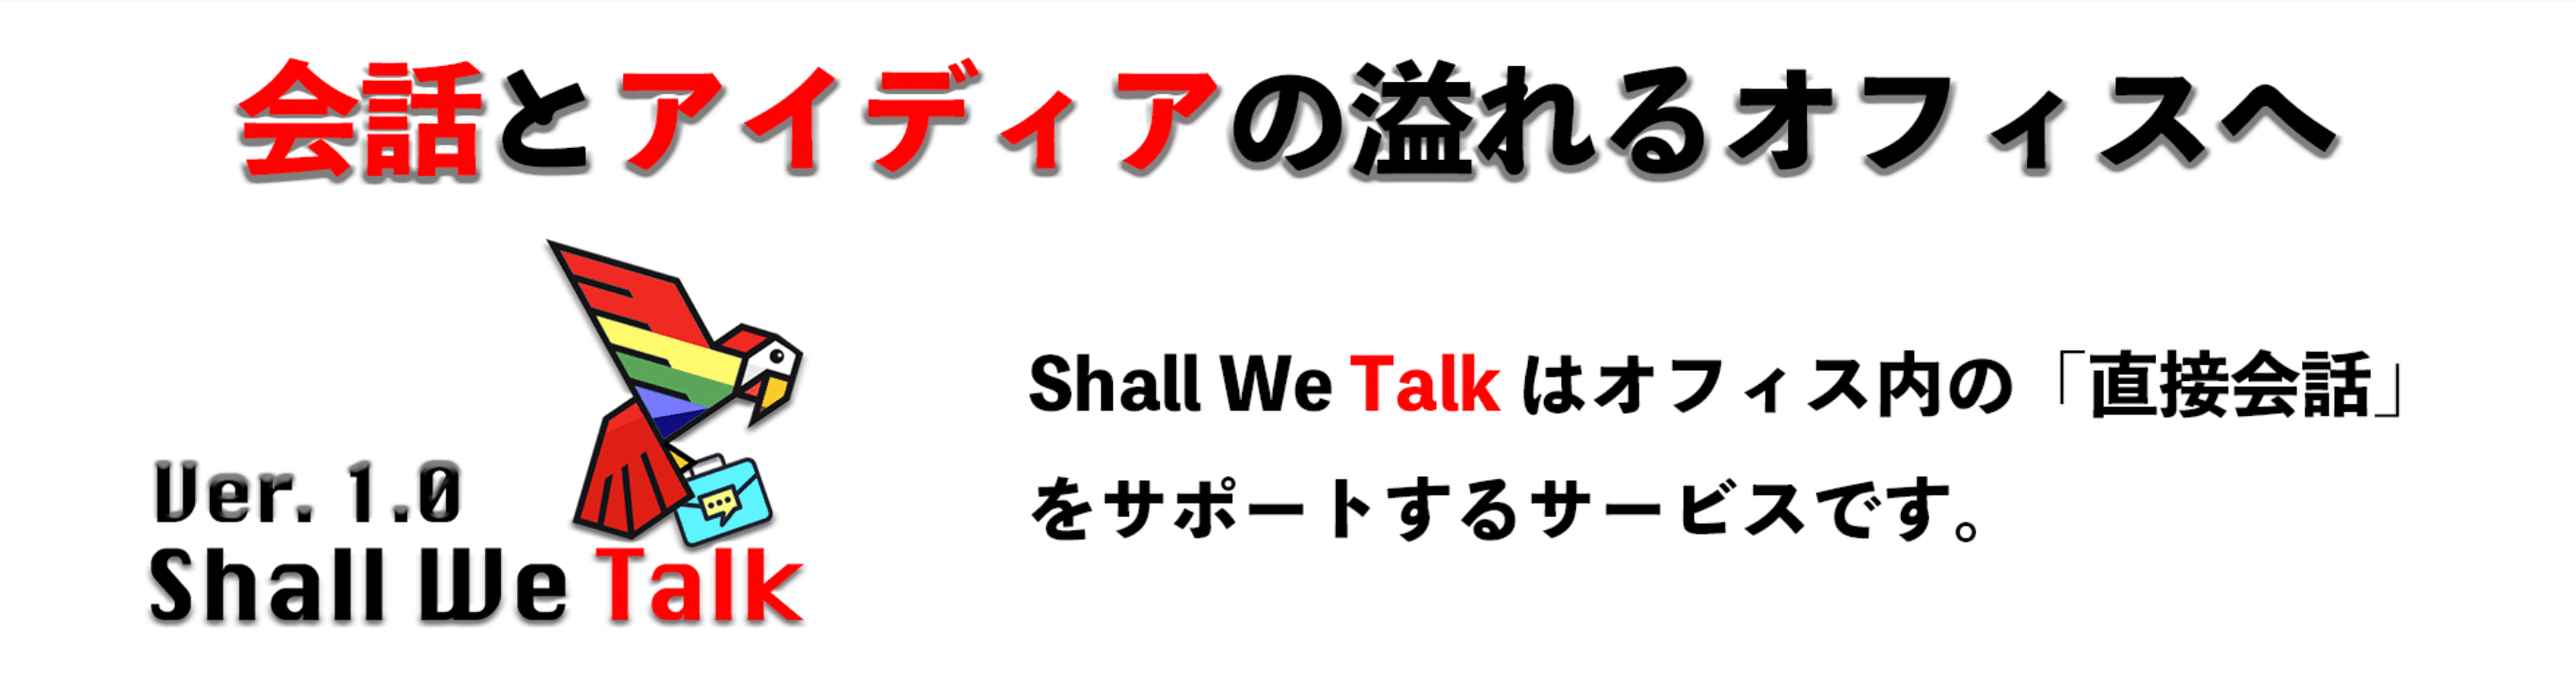 会話とアイディアの溢れるオフィスへ
Ver. 1.0
Shall We Talk
Shall We Talk はオフィス内の「直接会話」
をサポートするサービスです。